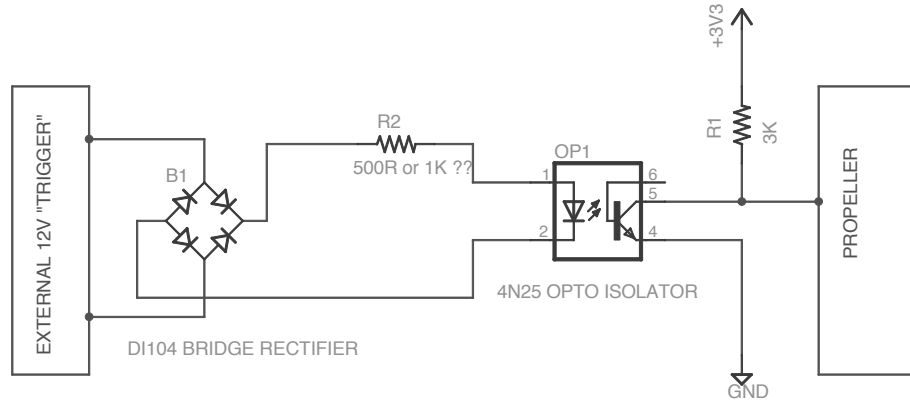 +3V3
EXTERNAL 12V "TRIGGER"
B1
R2
500R or 1K ??
OP1
1
2
6
5
4
R1
3K
PROPELLER
4N25 OPTO ISOLATOR
DI104 BRIDGE RECTIFIER
GND